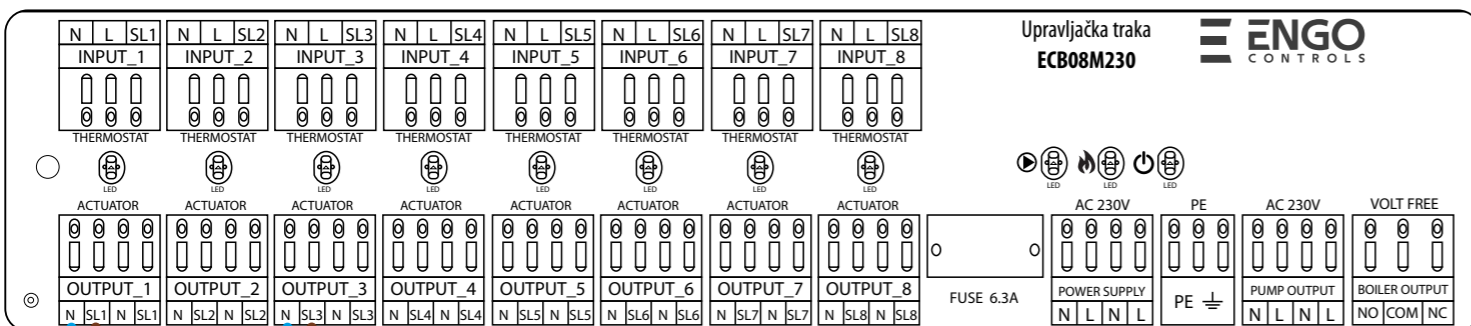 N L SL1 N L SL2 N L SL3 N L SL4 N L SL5 N L SL6 N L SL7 N L SL8
INPUT_1 INPUT_2 INPUT_3 INPUT_4 INPUT_5 INPUT_6 INPUT_7 INPUT_8
THERMOSTAT THERMOSTAT THERMOSTAT THERMOSTAT THERMOSTAT THERMOSTAT THERMOSTAT THERMOSTAT
Upravljačka traka
ECB08M230
ENGO
CONTROLS
LED LED LED LED LED LED LED LED LED LED LED
ACTUATOR ACTUATOR ACTUATOR ACTUATOR ACTUATOR ACTUATOR ACTUATOR ACTUATOR AC 230V PE AC 230V VOLT FREE
OUTPUT_1 OUTPUT_2 OUTPUT_3 OUTPUT_4 OUTPUT_5 OUTPUT_6 OUTPUT_7 OUTPUT_8
N SL1 N SL1 N SL2 N SL2 N SL3 N SL3 N SL4 N SL4 N SL5 N SL5 N SL6 N SL6 N SL7 N SL7 N SL8 N SL8
FUSE 6.3A
POWER SUPPLY
N L N L
PE
PUMP OUTPUT
N L N L
BOILER OUTPUT
NO COM NC